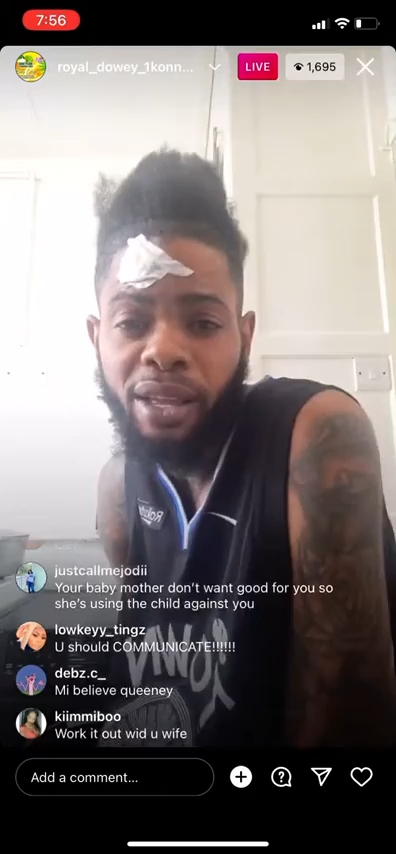 7:56
royal_dowey_1konn...
LIVE
1,695
justcallmejodii
Your baby mother don't want good for you so
she's using the child against you
lowkeyy_tingz
U should COMMUNICATE!!!!!!
debz.c_
Mi believe queeney
kiimmiboo
Work it out wid u wife
Add a comment...